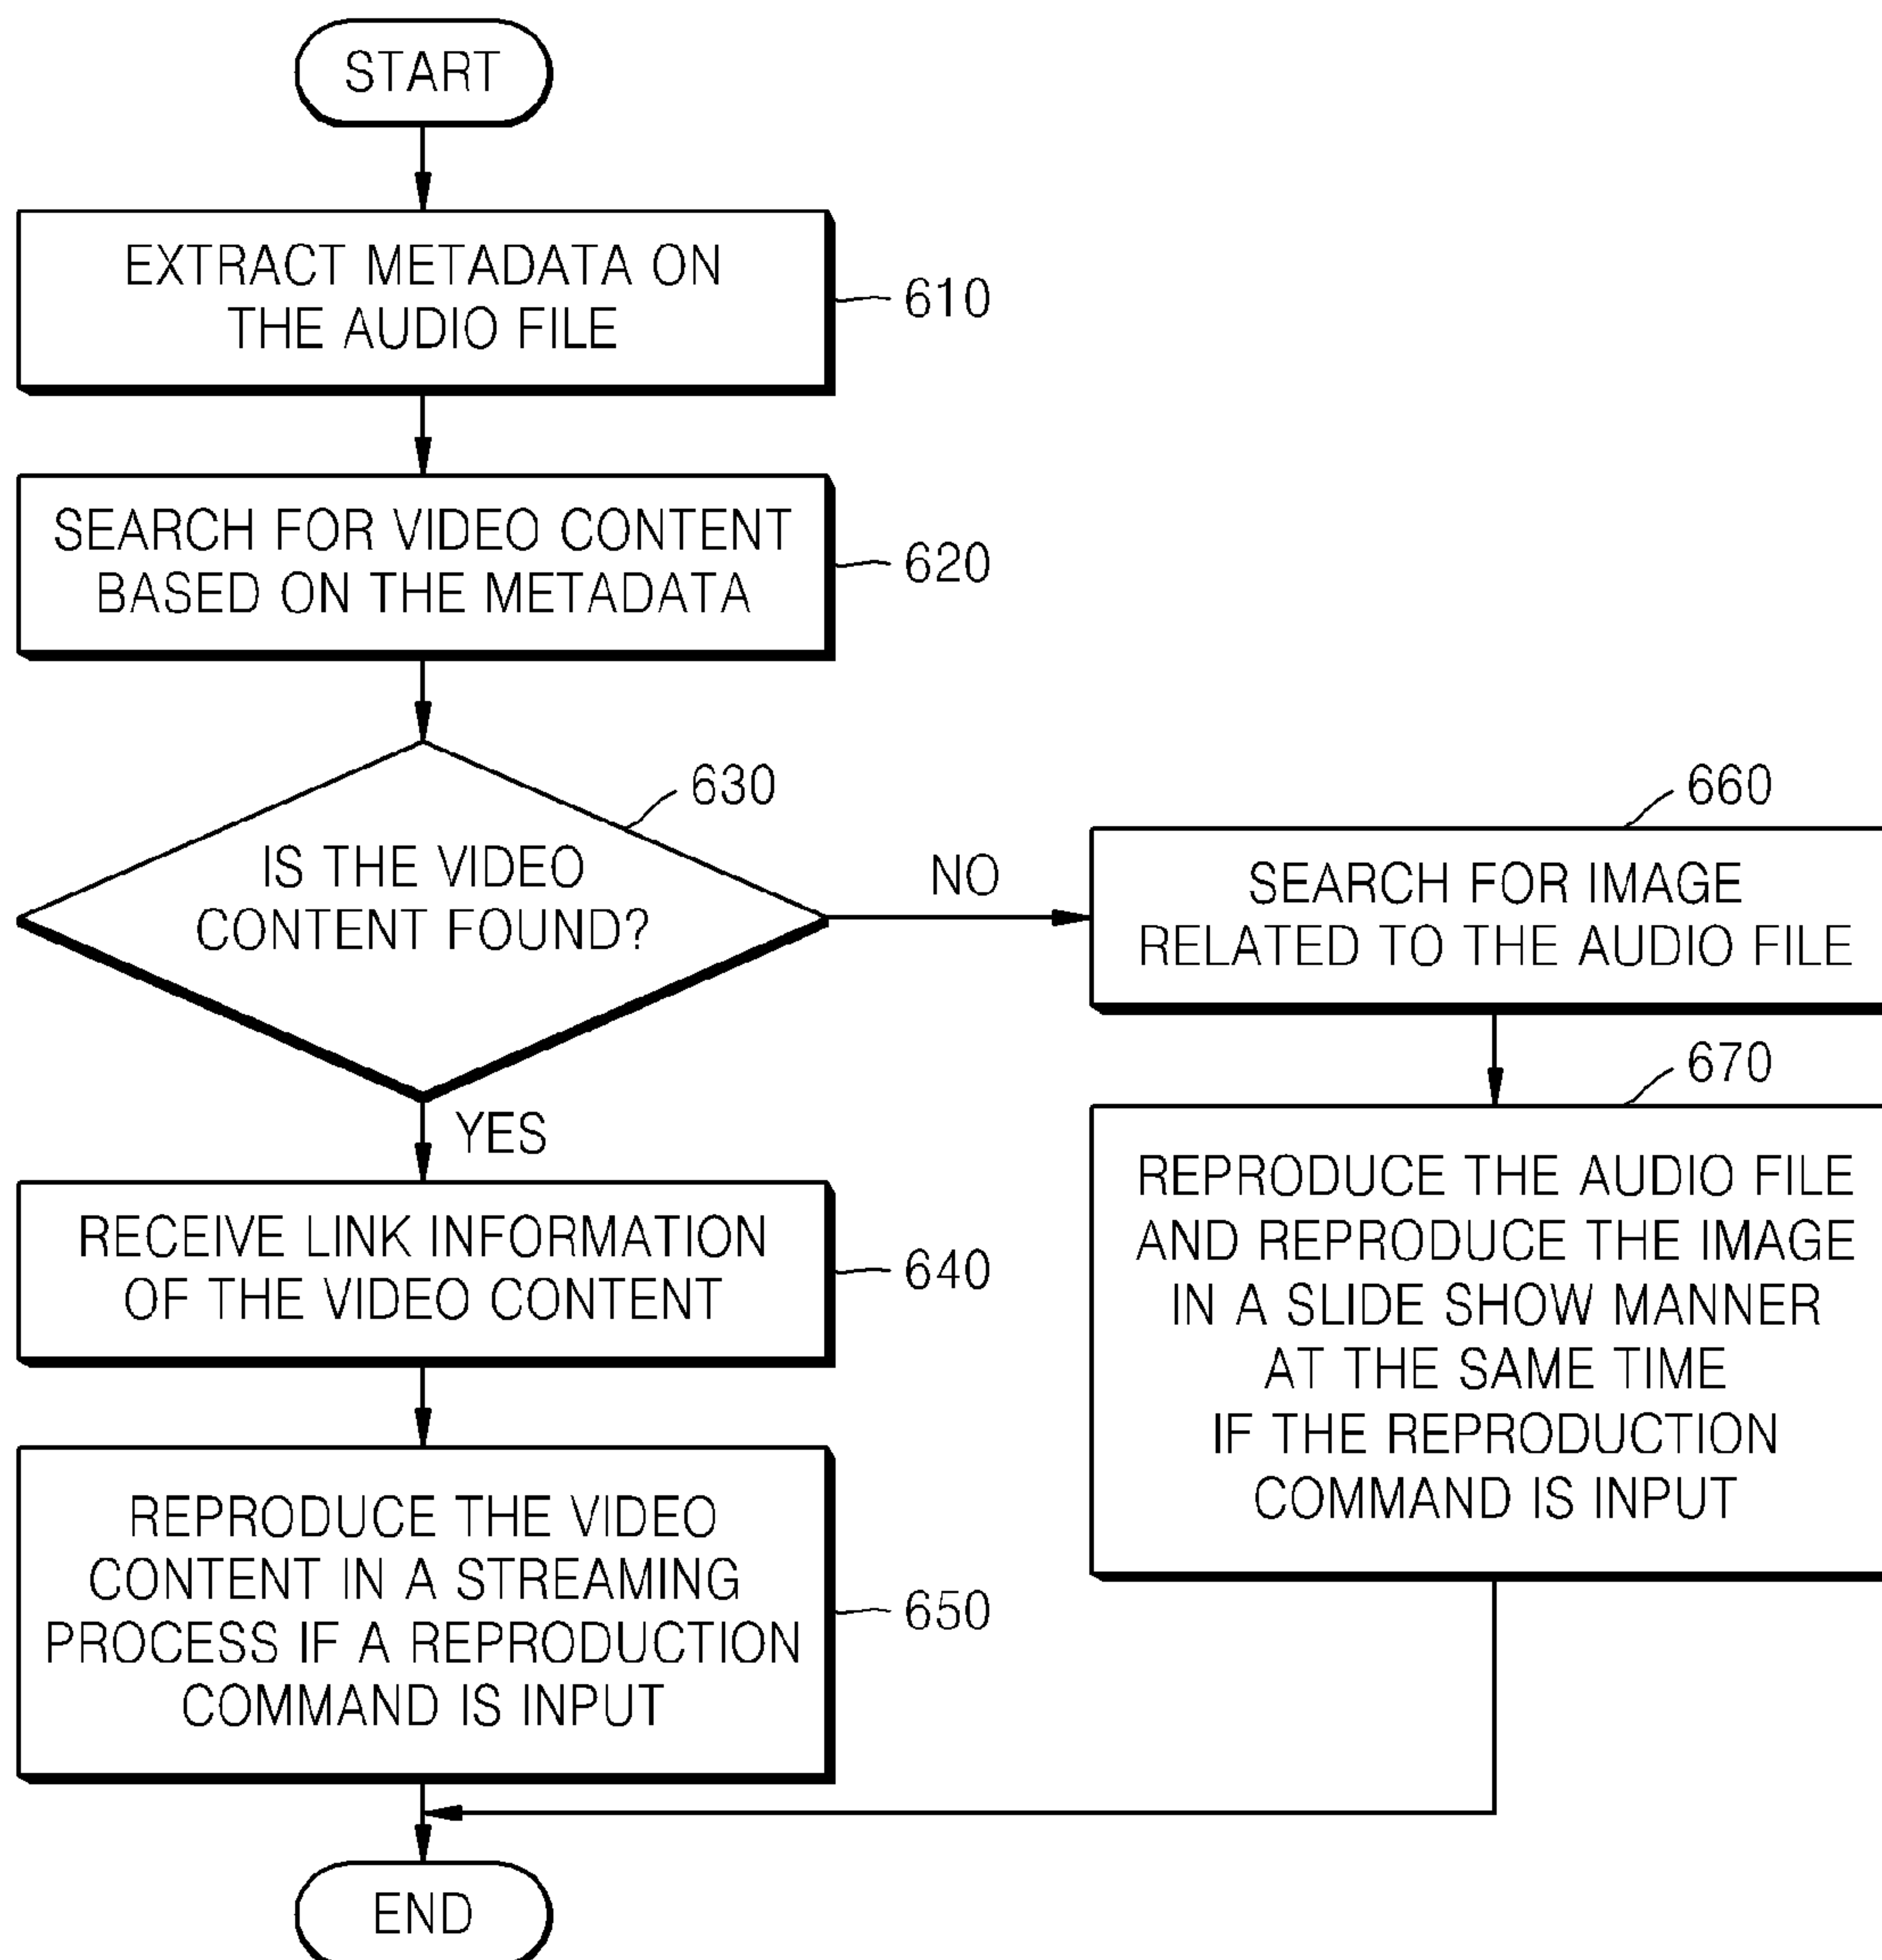 START
EXTRACT METADATA ON
THE AUDIO FILE
610
SEARCH FOR VIDEO CONTENT
BASED ON THE METADATA
620
630
IS THE VIDEO
CONTENT FOUND?
NO
YES
RECEIVE LINK INFORMATION
OF THE VIDEO CONTENT
640
REPRODUCE THE VIDEO
CONTENT IN A STREAMING
PROCESS IF A REPRODUCTION
COMMAND IS INPUT
650
660
SEARCH FOR IMAGE
RELATED TO THE AUDIO FILE
670
REPRODUCE THE AUDIO FILE
AND REPRODUCE THE IMAGE
IN A SLIDE SHOW MANNER
AT THE SAME TIME
IF THE REPRODUCTION
COMMAND IS INPUT
END